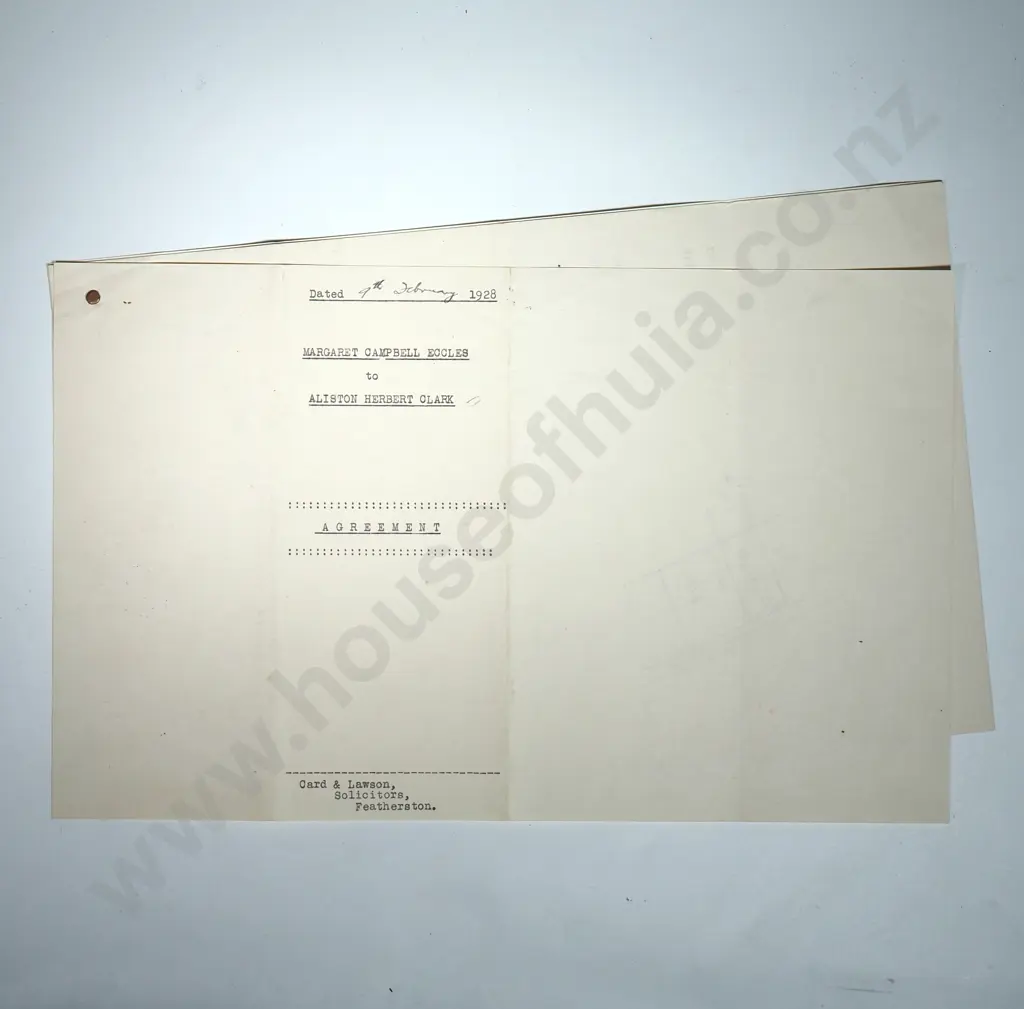 Dated 9th February 1928
MARGARET CAMPBELL ECCLES
to
ALISTON HERBERT CLARK
::::::::::::::::::::::::::::::::
AGREEMENT
::::::::::::::::::::::::::::::
Card & Lawson,
Solicitors,
Featherston.
www.houseofhuia.co.nz